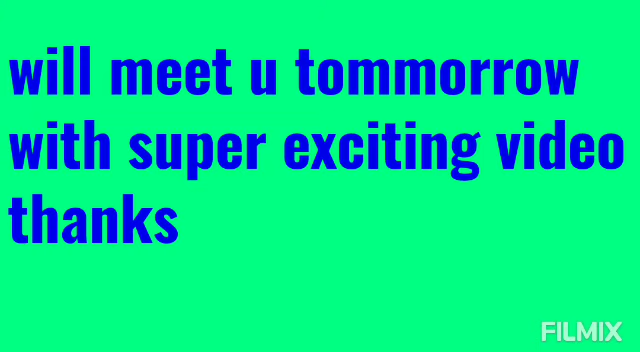 will meet u tommorrow
with super exciting video
thanks
FILMIX